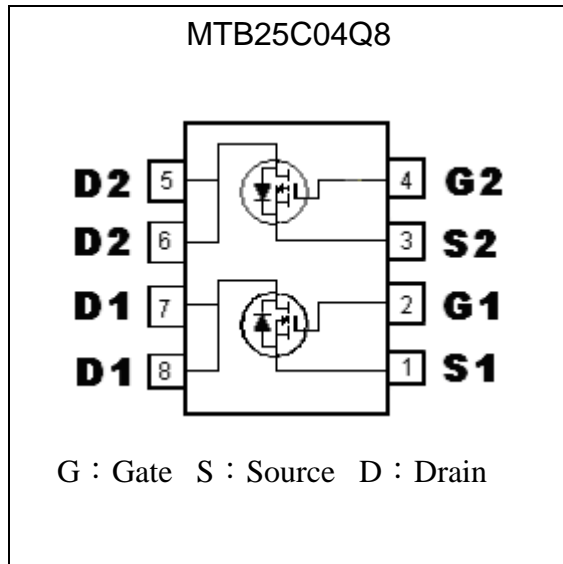 MTB25C04Q8
D2 5 4 G2
D2 6 3 S2
D1 7 2 G1
D1 8 1 S1
G：Gate S：Source D：Drain